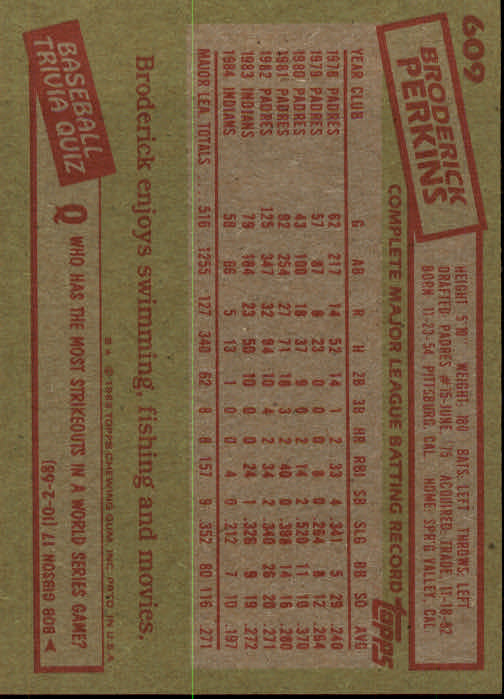 609
BRODERICK
PERKINS
HEIGHT: 5'10" WEIGHT: 180 BATS: LEFT THROWS: LEFT
DRAFTED: PADRES #15-JUNE, '75 ACQUIRED: TRADE, 11-18-82
BORN: 11-23-54, PITTSBURG, CAL. HOME: SPR'G VALLEY, CAL.
COMPLETE MAJOR LEAGUE BATTING RECORD
topps
YEAR CLUB G AB R H 2B 3B HR RBI SB SLG BB SO AVG
1978 PADRES 62 217 14 52 14 1 2 33 4 .341 5 29 .240
1979 PADRES 57 87 8 23 0 0 0 8 0 .264 8 12 .264
1980 PADRES 43 100 18 37 9 0 2 14 2 .520 11 10 .370
1981 PADRES 92 254 27 71 18 3 2 40 0 .398 14 16 .280
1982 PADRES 125 347 32 94 10 4 2 34 2 .340 26 20 .271
1983 INDIANS 79 184 23 50 10 0 0 24 1 .326 9 19 .272
1984 INDIANS 58 66 5 13 1 0 0 4 0 .212 7 10 .197
MAJOR LEA. TOTALS 516 1255 127 340 62 8 8 157 9 .352 80 116 .271
Broderick enjoys swimming, fishing and movies.
© 1985 TOPPS CHEWING GUM, INC. PRTD. IN U.S.A.
BASEBALL
TRIVIA QUIZ
Q WHO HAS THE MOST STRIKEOUTS IN A WORLD SERIES GAME?
BOB GIBSON, 17 (10-2-68)